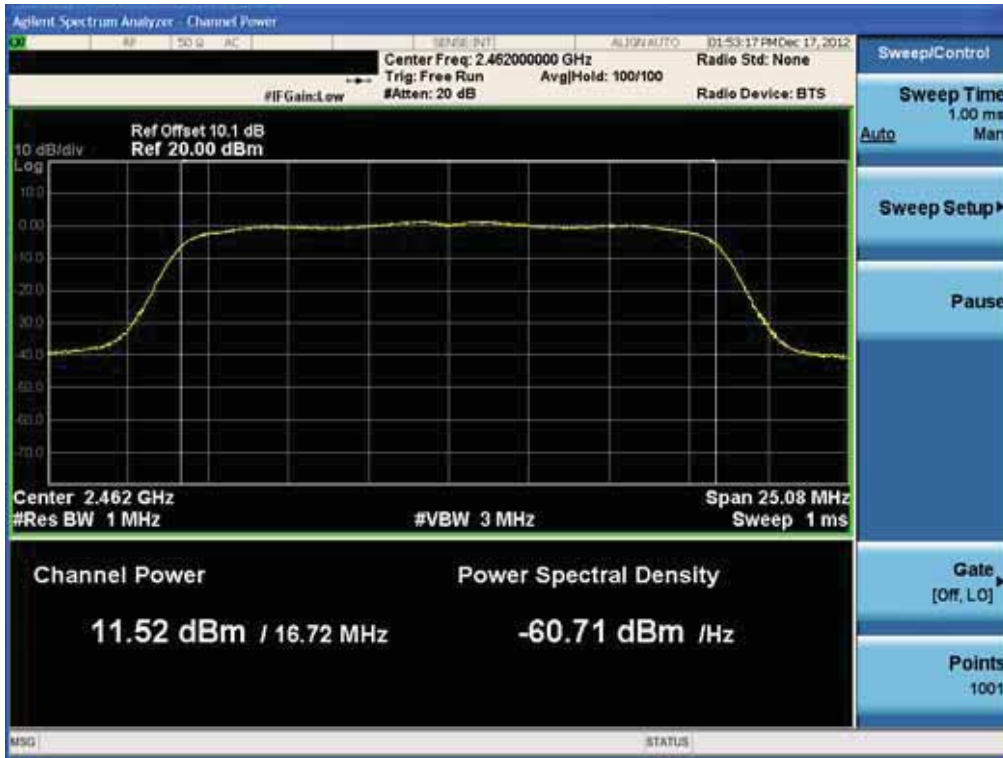 Agilent Spectrum Analyzer - Channel Power
RF 50 Ω AC SENSE:INT ALIGN AUTO 01:53:17 PM Dec 17, 2012
Center Freq: 2.462000000 GHz Radio Std: None
Trig: Free Run Avg|Hold: 100/100
#IFGain:Low #Atten: 20 dB Radio Device: BTS
Ref Offset 10.1 dB
10 dB/div Ref 20.00 dBm
Log
10.0
0.00
-10.0
-20.0
-30.0
-40.0
-50.0
-60.0
-70.0
Center 2.462 GHz Span 25.08 MHz
#Res BW 1 MHz #VBW 3 MHz Sweep 1 ms
Channel Power Power Spectral Density
11.52 dBm / 16.72 MHz -60.71 dBm /Hz
MSG STATUS
Sweep/Control
Sweep Time
1.00 ms
Auto Man
Sweep Setup
Pause
Gate
[Off, LO]
Points
1001